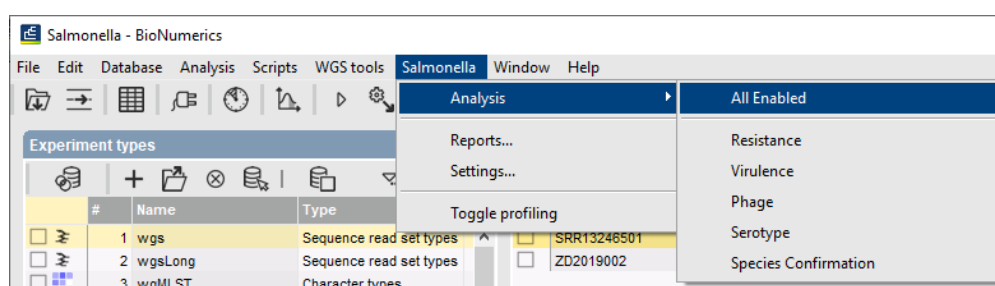 Salmonella - BioNumerics
File Edit Database Analysis Scripts WGS tools Salmonella Window Help
Analysis
All Enabled
Experiment types
Reports...
Resistance
Settings...
Virulence
Phage
# Name Type
Toggle profiling
Serotype
1 wgs Sequence read set types SRR13246501
2 wgsLong Sequence read set types ZD2019002
Species Confirmation
3 wgMLST Character types